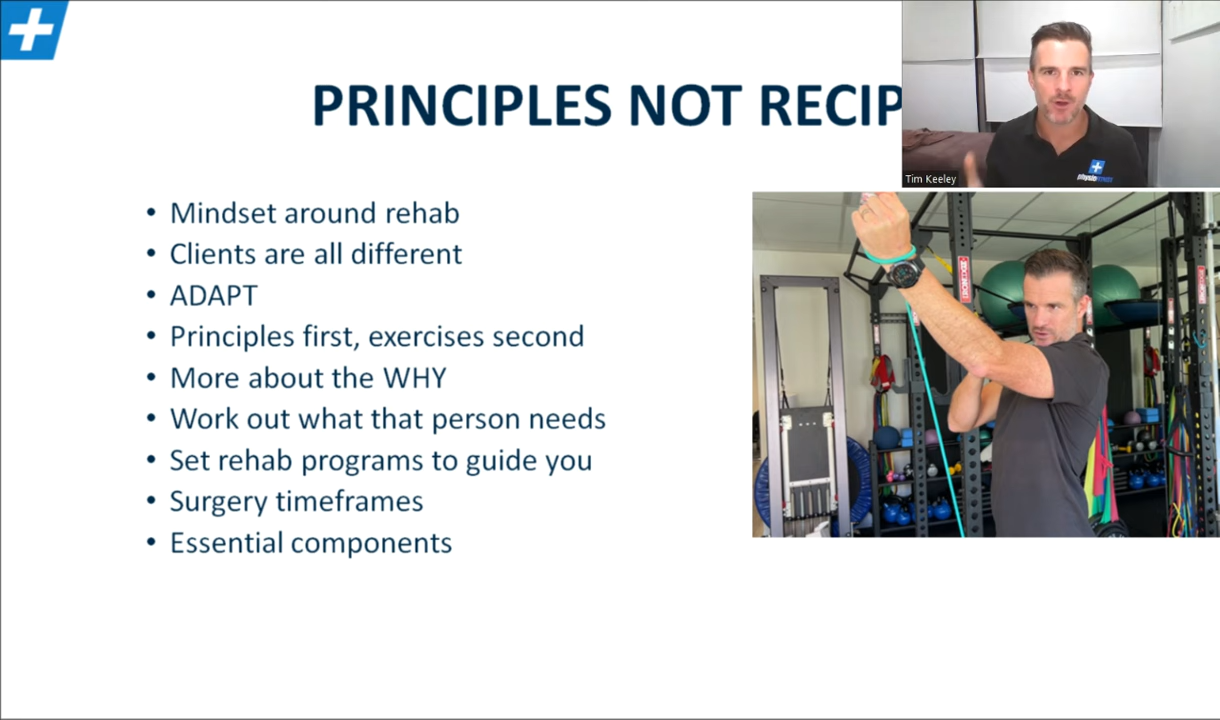 PRINCIPLES NOT RECIP
Tim Keeley
• Mindset around rehab
• Clients are all different
• ADAPT
• Principles first, exercises second
• More about the WHY
• Work out what that person needs
• Set rehab programs to guide you
• Surgery timeframes
• Essential components